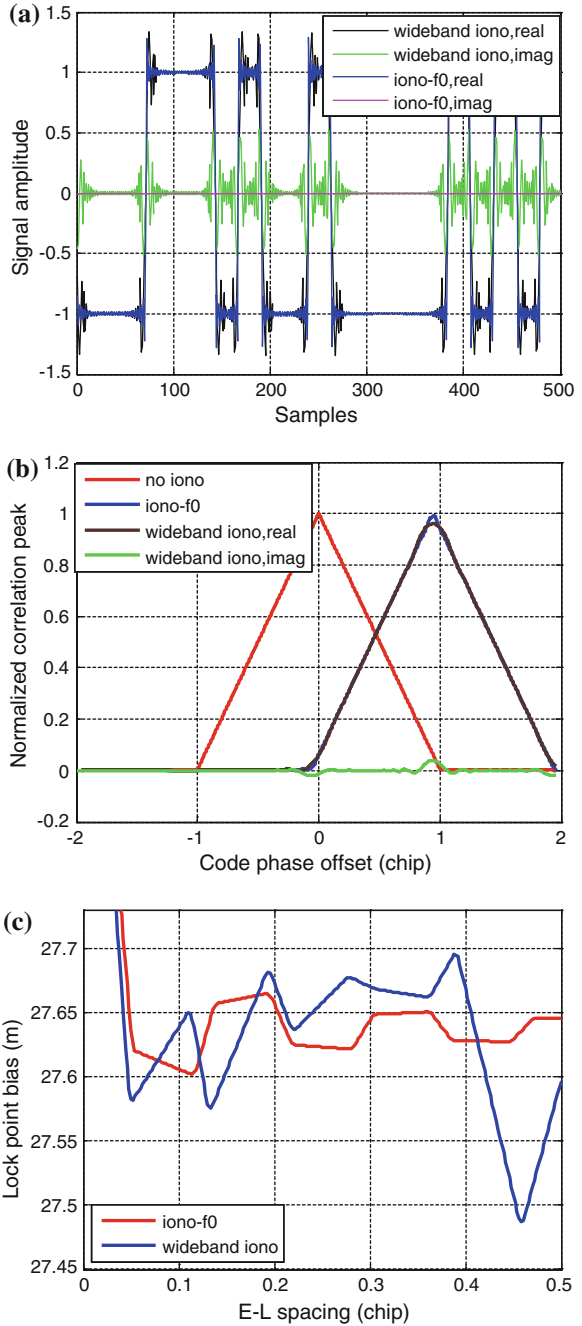 (a)
1.5
1
0.5
0
-0.5
-1
-1.5
Signal amplitude
wideband iono,real
wideband iono,imag
iono-f0,real
iono-f0,imag
0 100 200 300 400 500
Samples
(b)
1.2
1
0.8
0.6
0.4
0.2
0
-0.2
Normalized correlation peak
no iono
iono-f0
wideband iono,real
wideband iono,imag
-2 -1 0 1 2
Code phase offset (chip)
(c)
27.7
27.65
27.6
27.55
27.5
27.45
Lock point bias (m)
iono-f0
wideband iono
0 0.1 0.2 0.3 0.4 0.5
E-L spacing (chip)